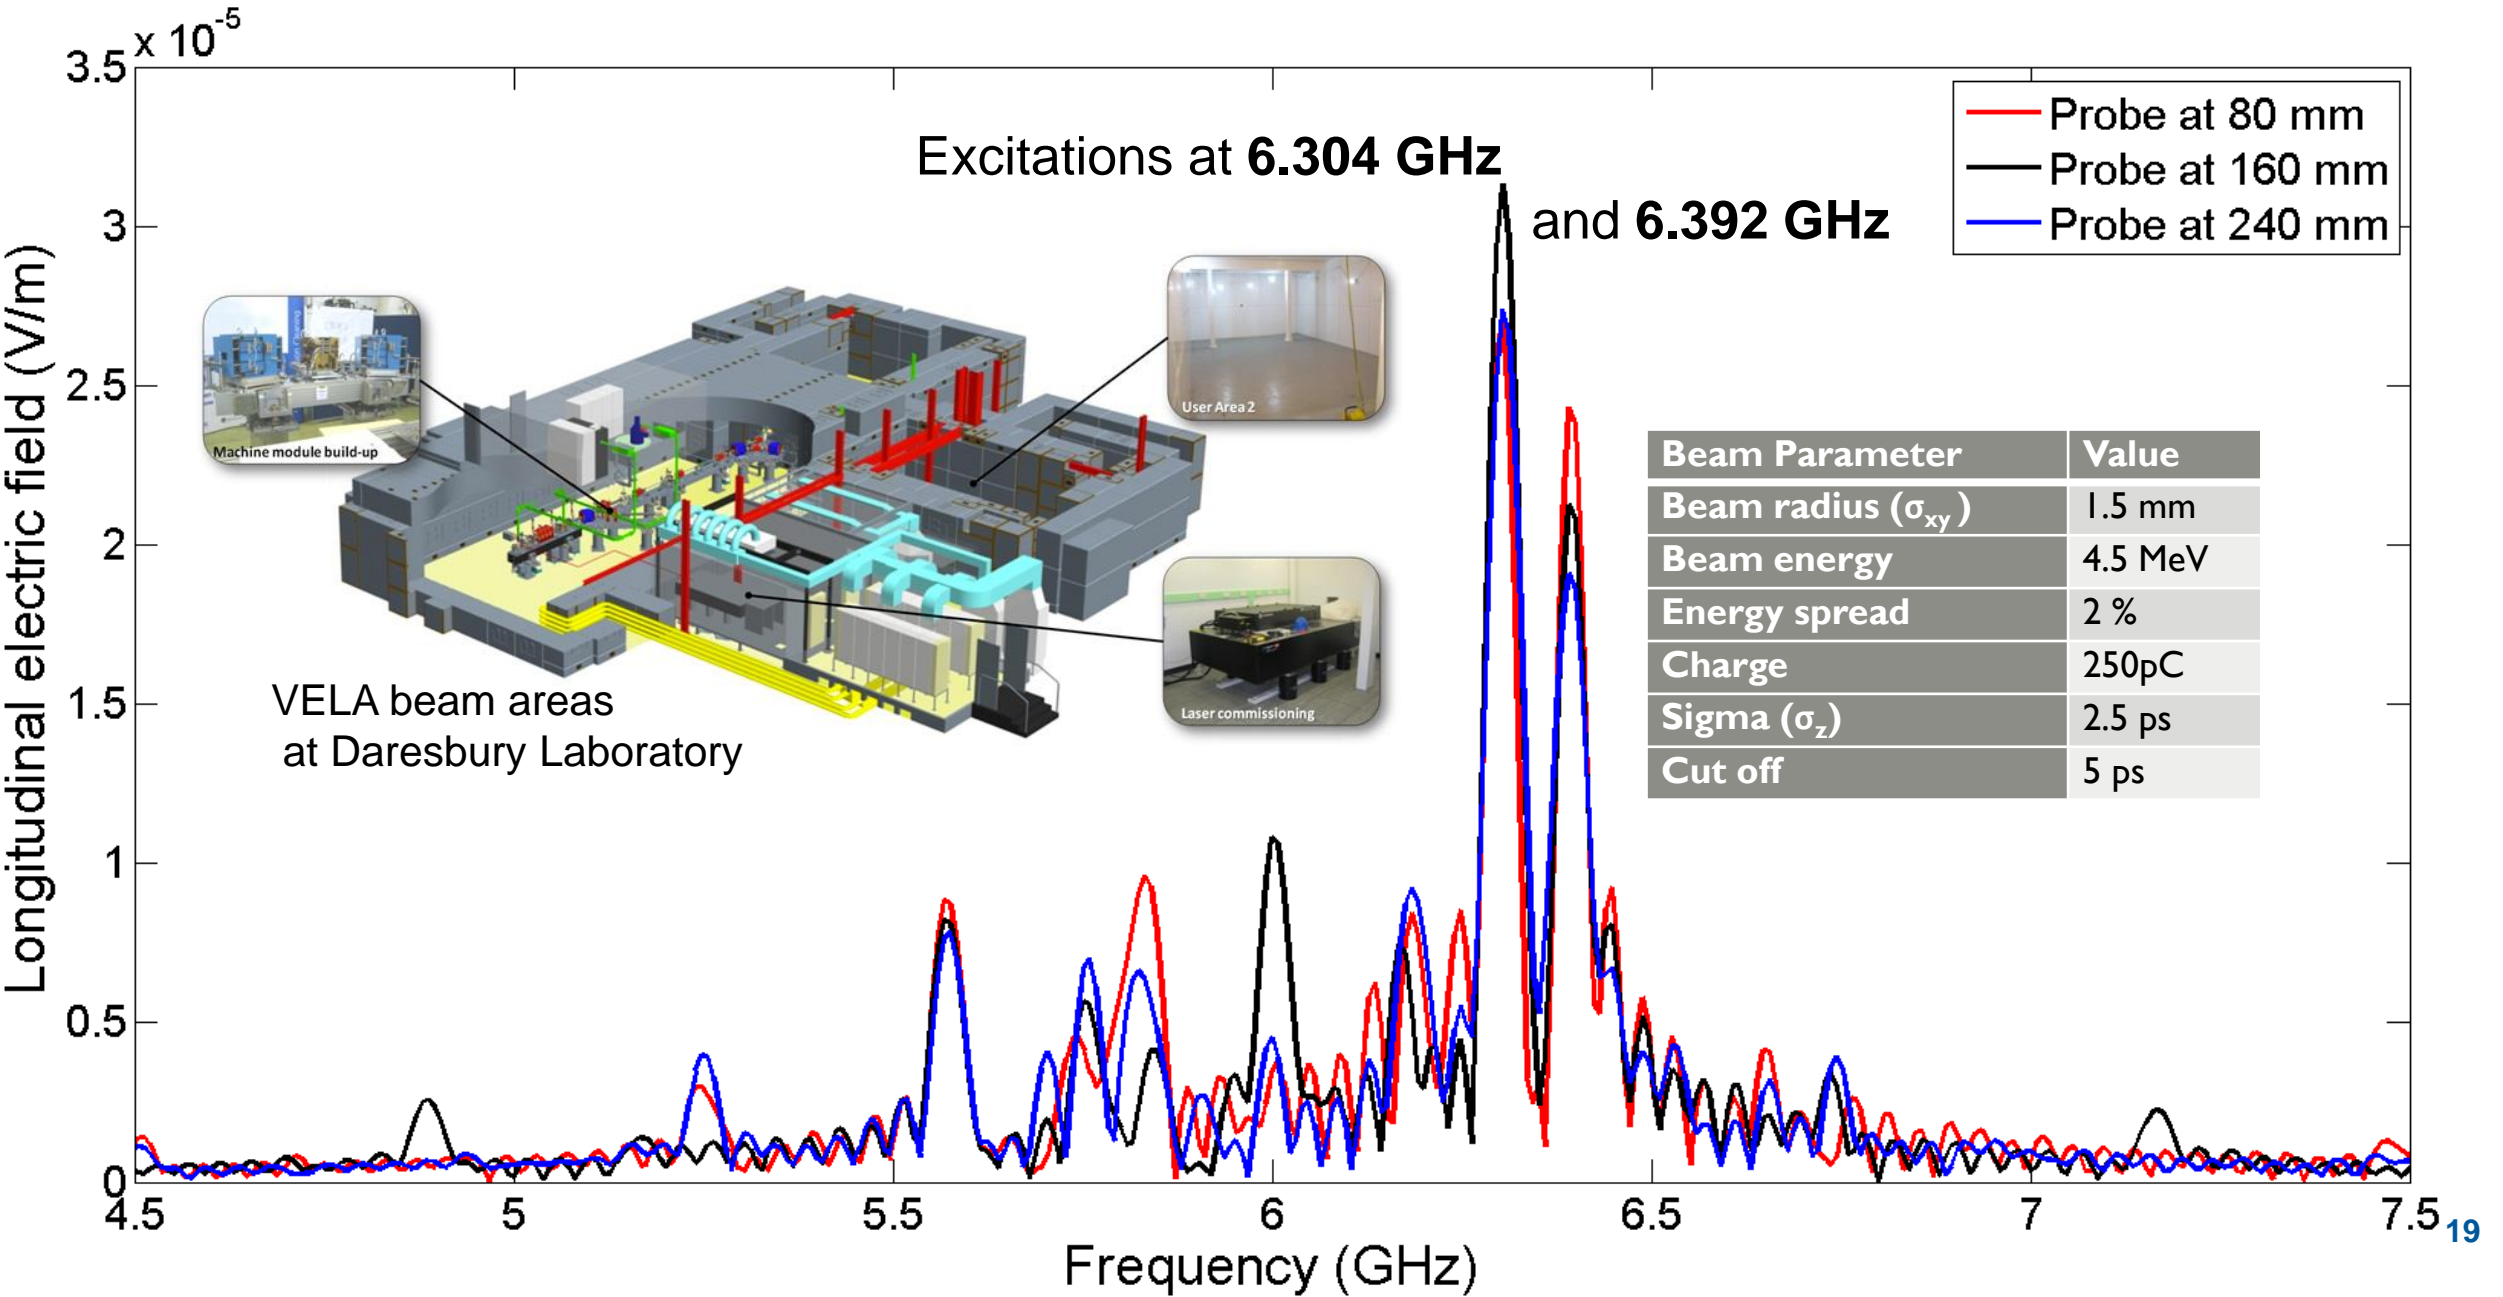 x 10-5
3.5
3
2.5
2
1.5
1
0.5
0
Longitudinal electric field (V/m)
Excitations at 6.304 GHz
and 6.392 GHz
Probe at 80 mm
Probe at 160 mm
Probe at 240 mm
Machine module build-up
User Area 2
Laser commissioning
VELA beam areas
at Daresbury Laboratory
Beam Parameter Value
Beam radius (σxy) 1.5 mm
Beam energy 4.5 MeV
Energy spread 2 %
Charge 250pC
Sigma (σz) 2.5 ps
Cut off 5 ps
4.5 5 5.5 6 6.5 7 7.5
Frequency (GHz)
19